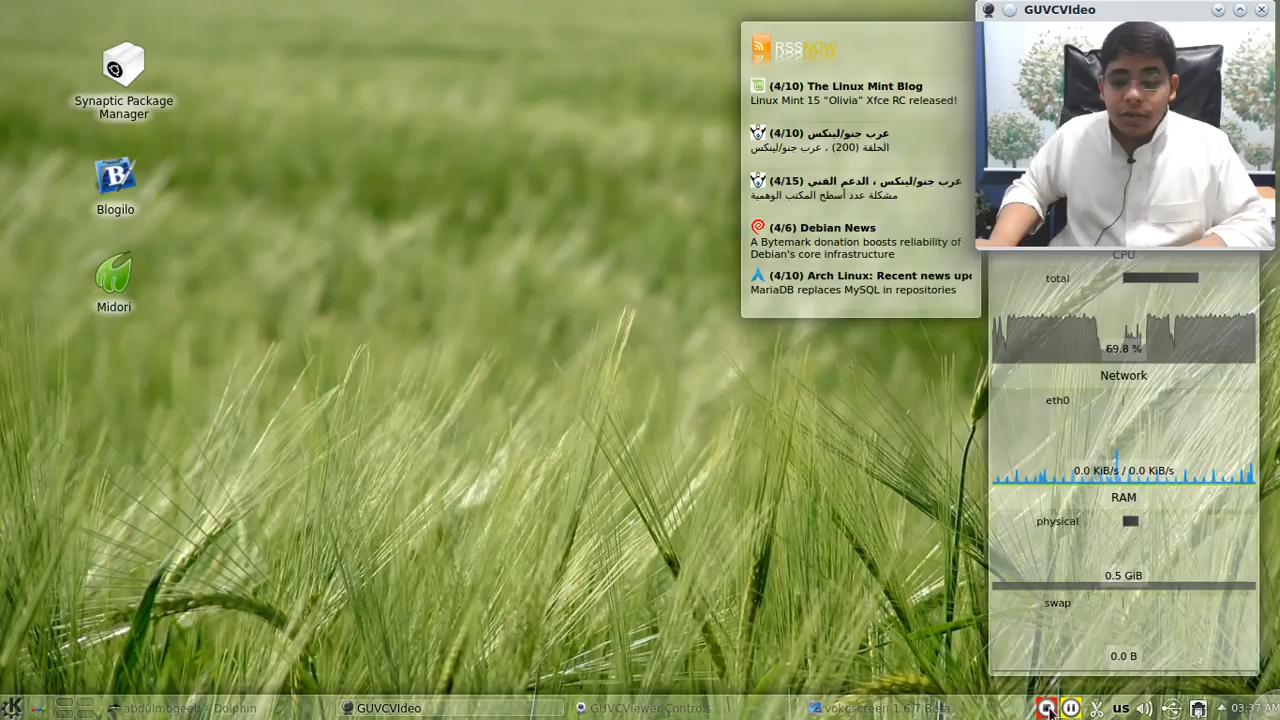 GUVCVIdeo
Synaptic Package
Manager
Blogilo
Midori
RSSNOW
(4/10) The Linux Mint Blog
Linux Mint 15 "Olivia" Xfce RC released!
(4/10) عرب جنو/لينكس
الحلقة (200) ، عرب جنو/لينكس
(4/15) عرب جنو/لينكس ، الدعم الفني
مشكلة عدد أسطح المكتب الوهمية
(4/6) Debian News
A Bytemark donation boosts reliability of
Debian's core infrastructure
(4/10) Arch Linux: Recent news upd
MariaDB replaces MySQL in repositories
CPU
total
69.8 %
Network
eth0
0.0 KiB/s / 0.0 KiB/s
RAM
physical
0.5 GiB
swap
0.0 B
abdulmogeeb – Dolphin
GUVCVIdeo
GUVCViewer Controls
vokoscreen 1.6.7 Beta
us
03:37 AM